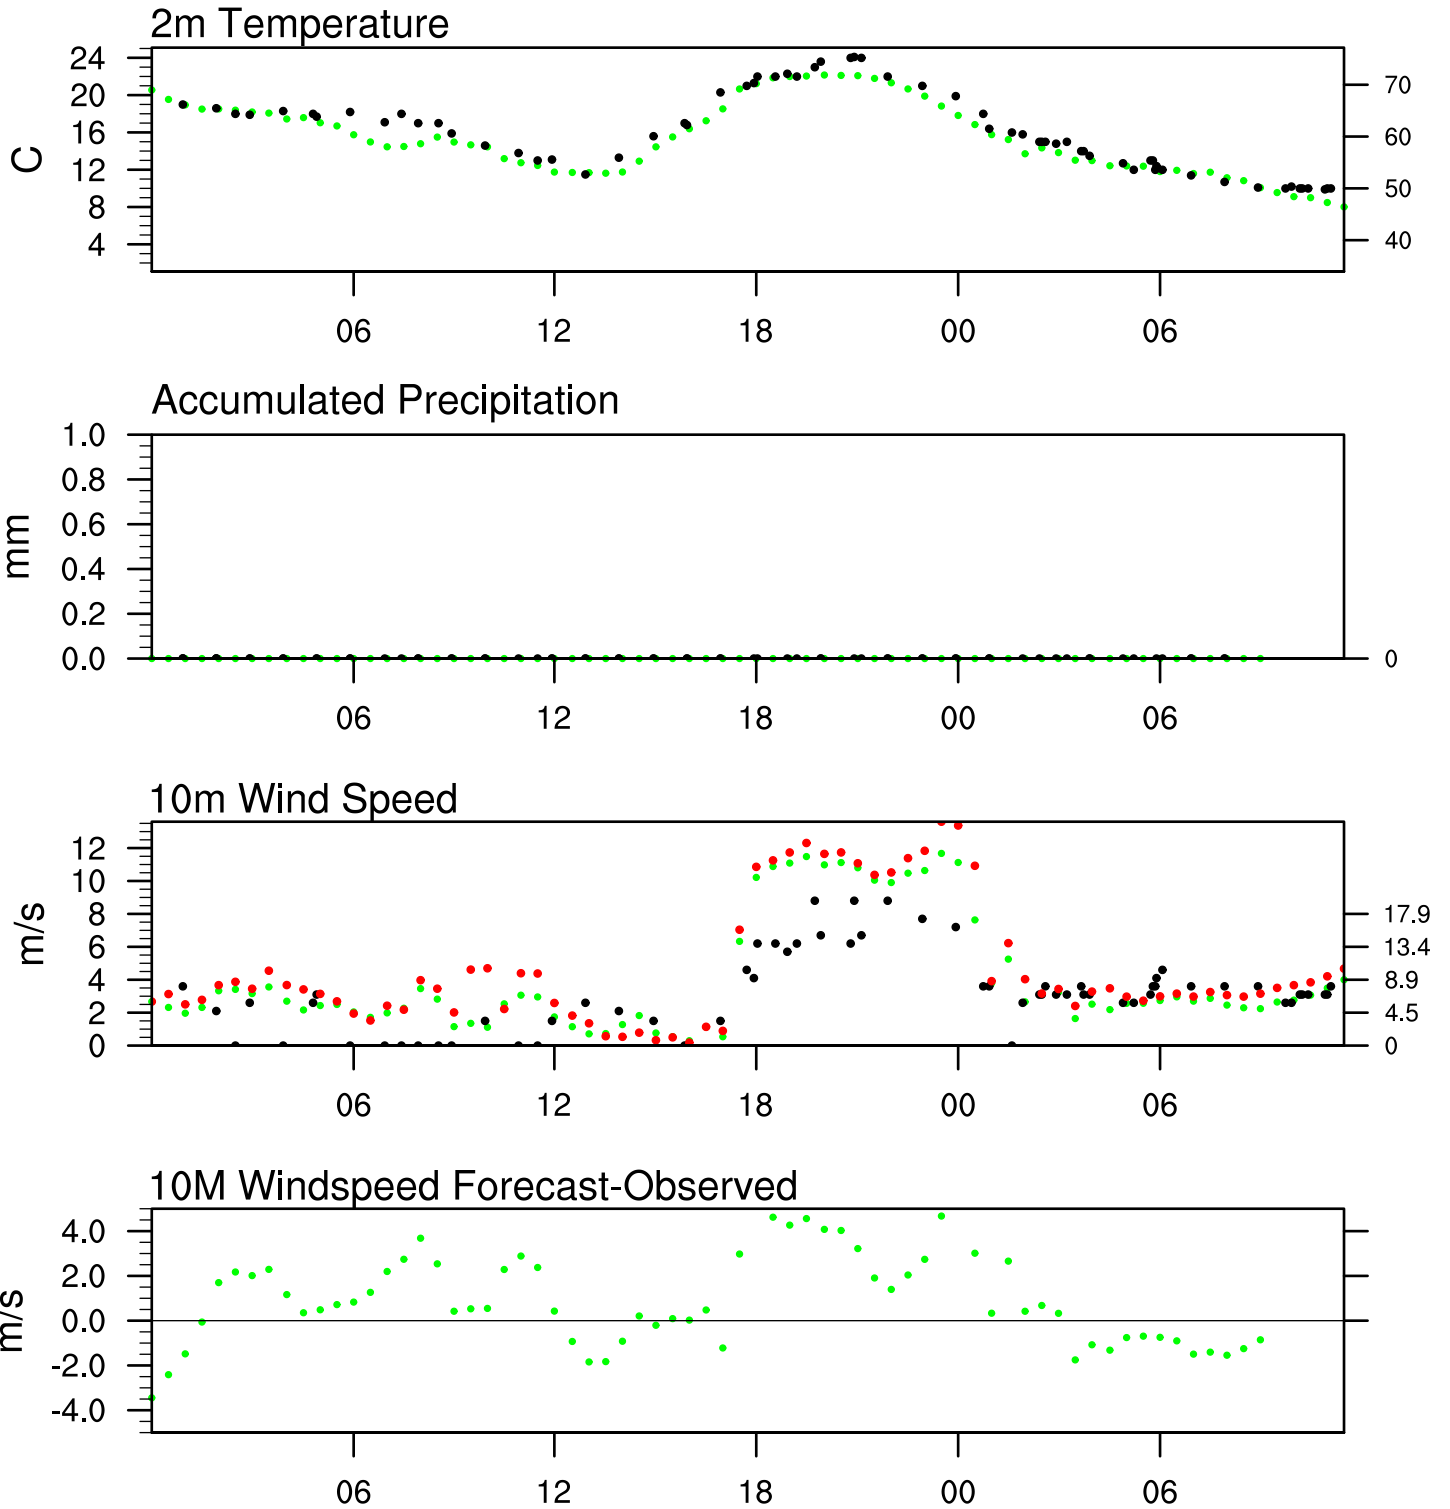 2m Temperature
24
20
16
12
8
4
C
70
60
50
40
06 12 18 00 06
Accumulated Precipitation
1.0
0.8
0.6
0.4
0.2
0.0
mm
0
06 12 18 00 06
10m Wind Speed
12
10
8
6
4
2
0
m/s
17.9
13.4
8.9
4.5
0
06 12 18 00 06
10M Windspeed Forecast-Observed
4.0
2.0
0.0
-2.0
-4.0
m/s
06 12 18 00 06